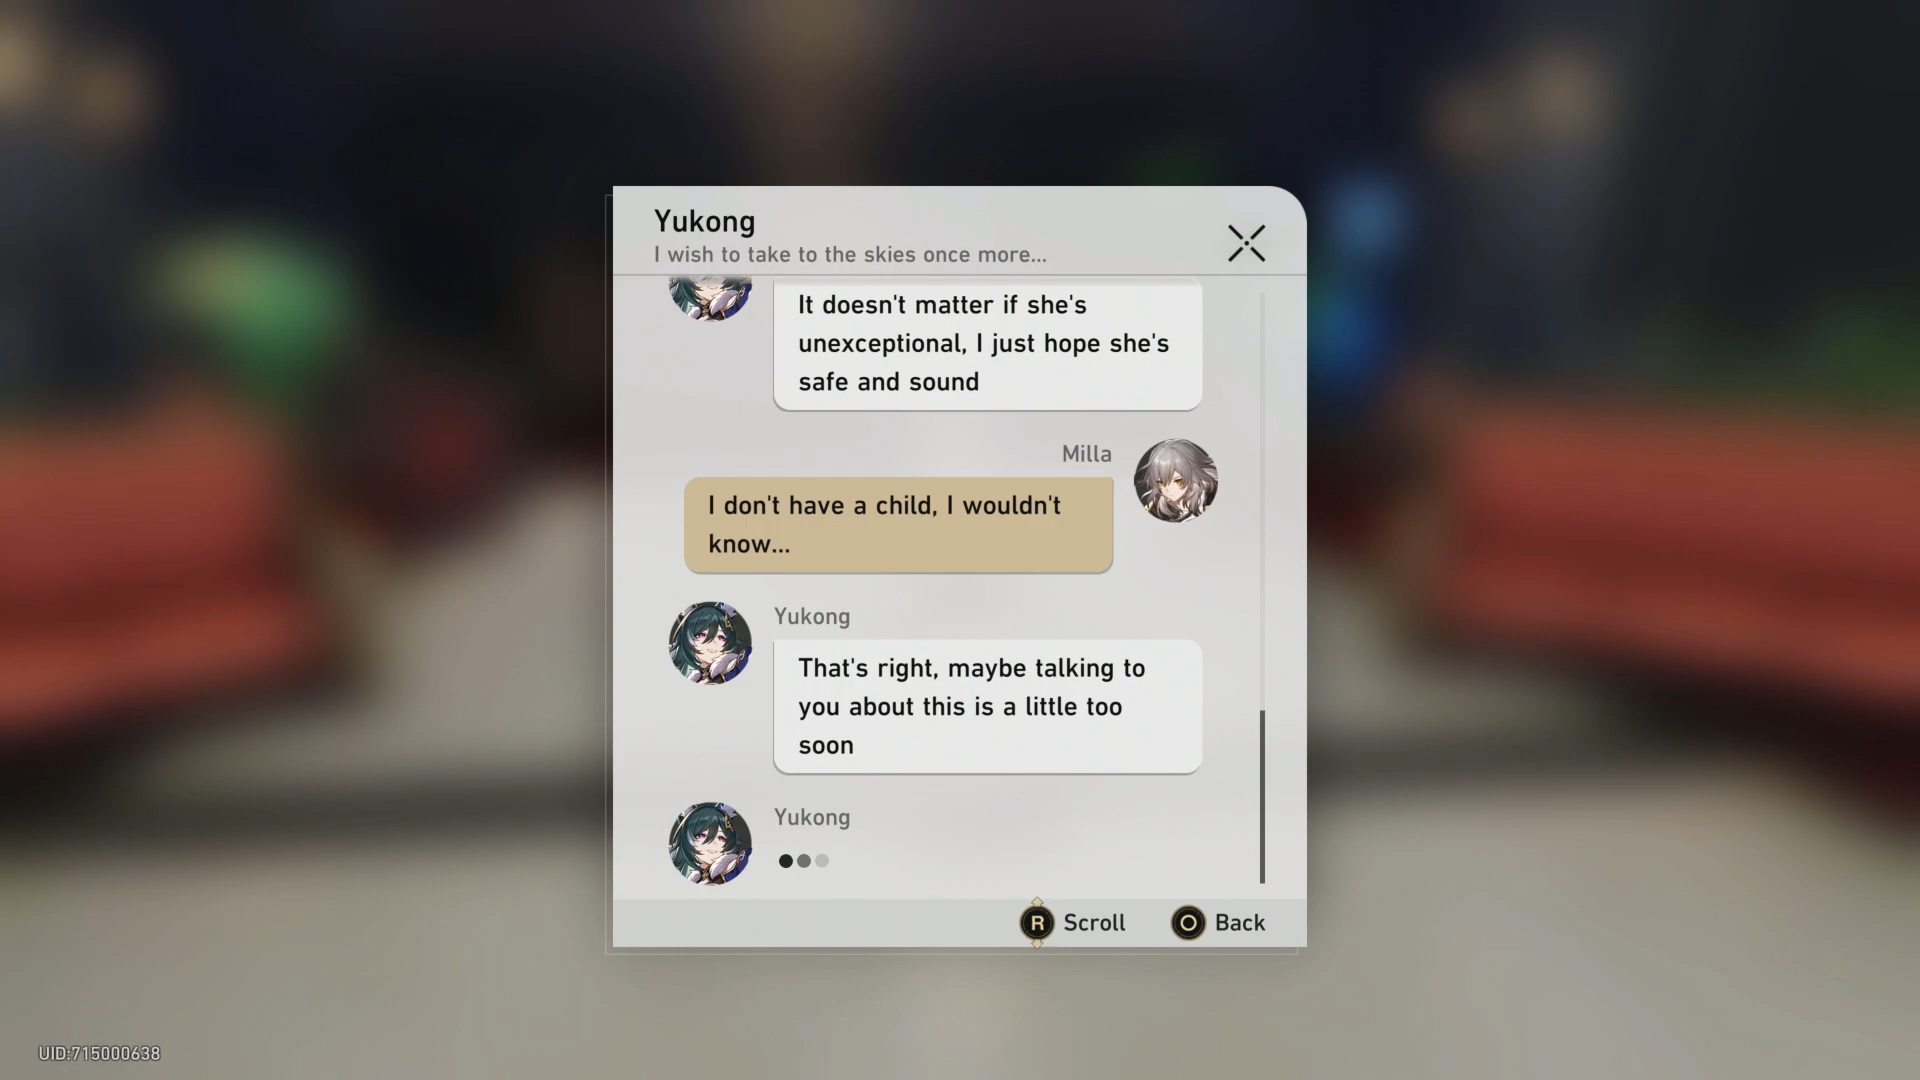 Yukong
I wish to take to the skies once more...
It doesn't matter if she's
unexceptional, I just hope she's
safe and sound
Milla
I don't have a child, I wouldn't
know...
Yukong
That's right, maybe talking to
you about this is a little too
soon
Yukong
R Scroll
Back
UID:715000638